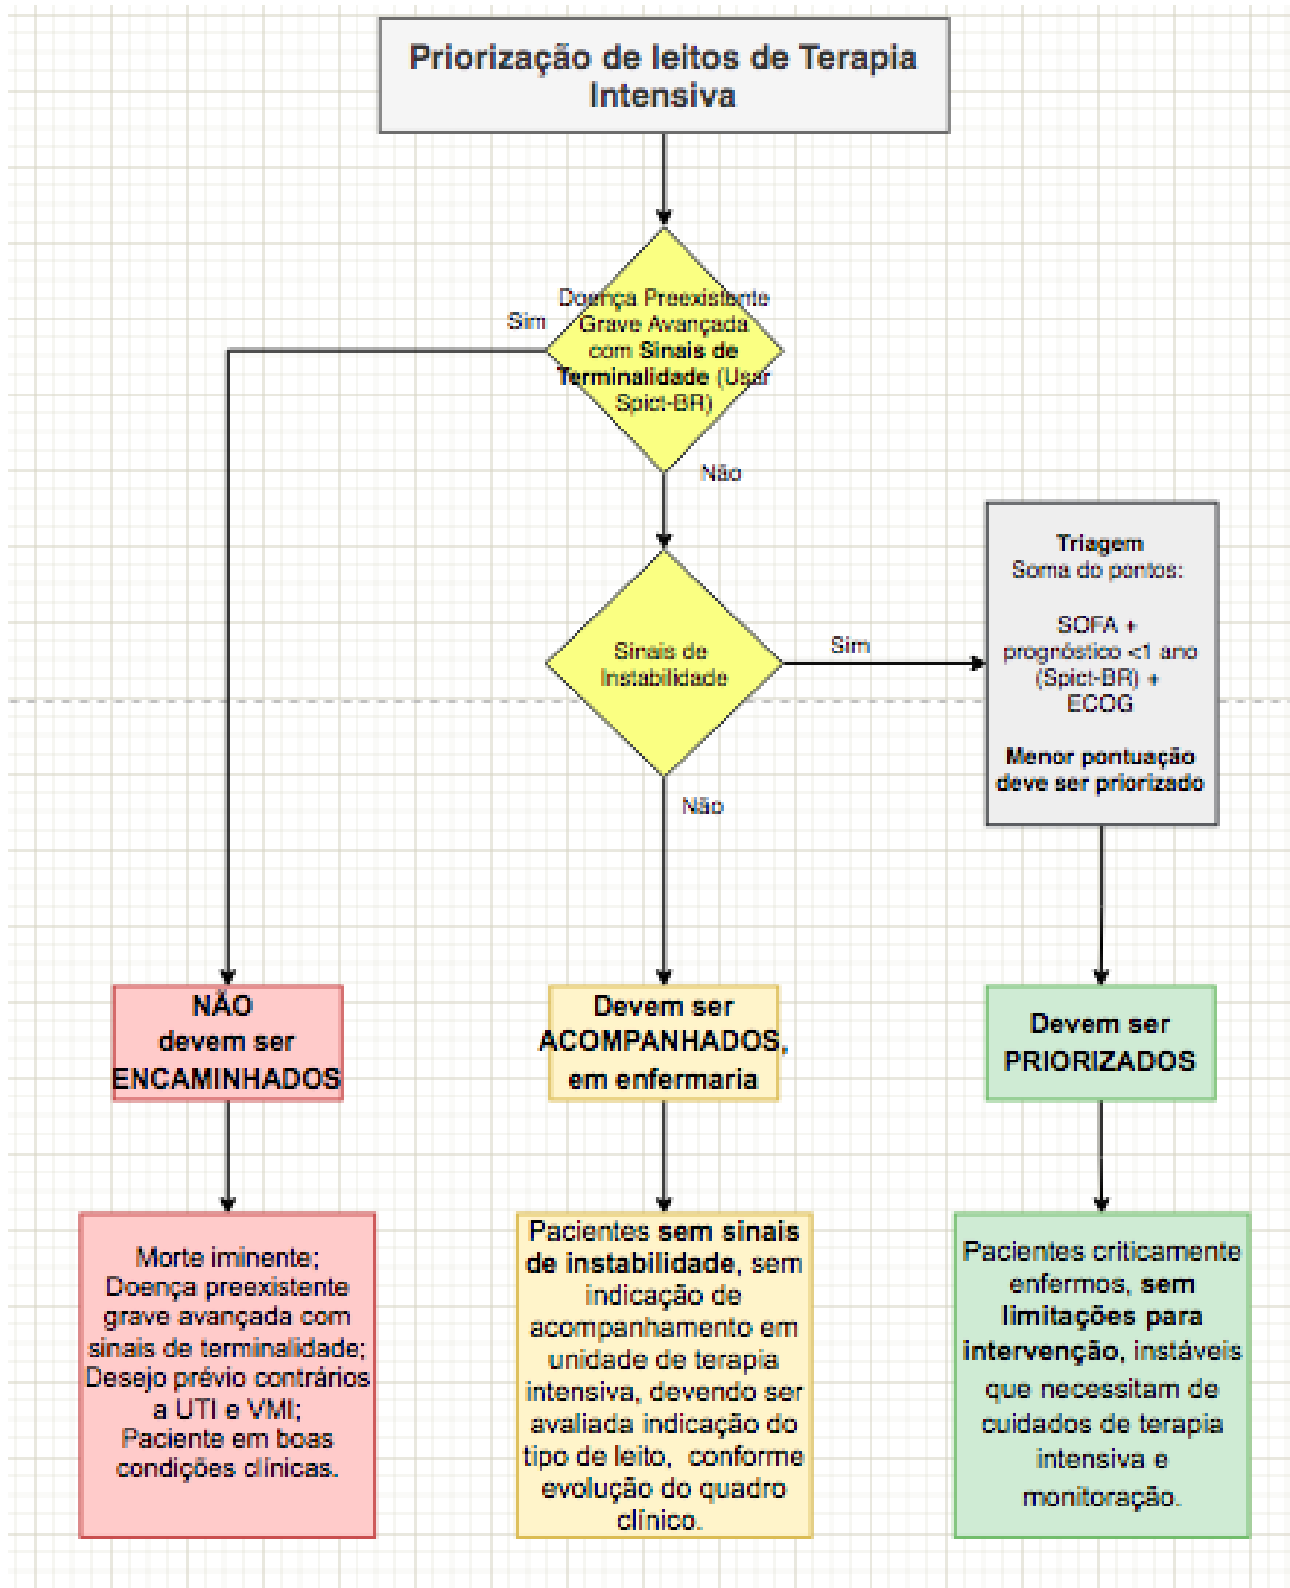 Priorização de leitos de Terapia
Intensiva
Doença Preexistente
Grave Avançada
com Sinais de
Terminalidade (Usar
Spict-BR)
Sim
Não
Sinais de
Instabilidade
Sim
Não
Triagem
Soma do pontos:
SOFA +
prognóstico <1 ano
(Spict-BR) +
ECOG
Menor pontuação
deve ser priorizado
NÃO
devem ser
ENCAMINHADOS
Devem ser
ACOMPANHADOS,
em enfermaria
Devem ser
PRIORIZADOS
Morte iminente;
Doença preexistente
grave avançada com
sinais de terminalidade;
Desejo prévio contrários
a UTI e VMI;
Paciente em boas
condições clínicas.
Pacientes sem sinais
de instabilidade, sem
indicação de
acompanhamento em
unidade de terapia
intensiva, devendo ser
avaliada indicação do
tipo de leito, conforme
evolução do quadro
clínico.
Pacientes criticamente
enfermos, sem
limitações para
intervenção, instáveis
que necessitam de
cuidados de terapia
intensiva e
monitoração.